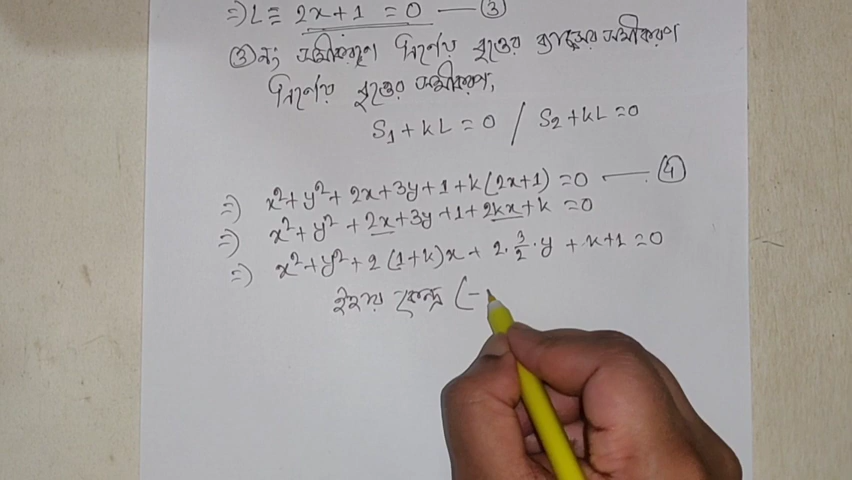 ⇒ L ≡ 2x + 1 = 0 — (3)
(3) নং সমীকরণ নির্ণেয় বৃত্তের ব্যাসের সমীকরণ
নির্ণেয় বৃত্তের সমীকরণ,
S₁ + kL = 0 / S₂ + kL = 0
⇒ x² + y² + 2x + 3y + 1 + k(2x+1) = 0 — (4)
⇒ x² + y² + 2x + 3y + 1 + 2kx + k = 0
⇒ x² + y² + 2(1+k)x + 2·3/2·y + k + 1 = 0
ইহার কেন্দ্র (−